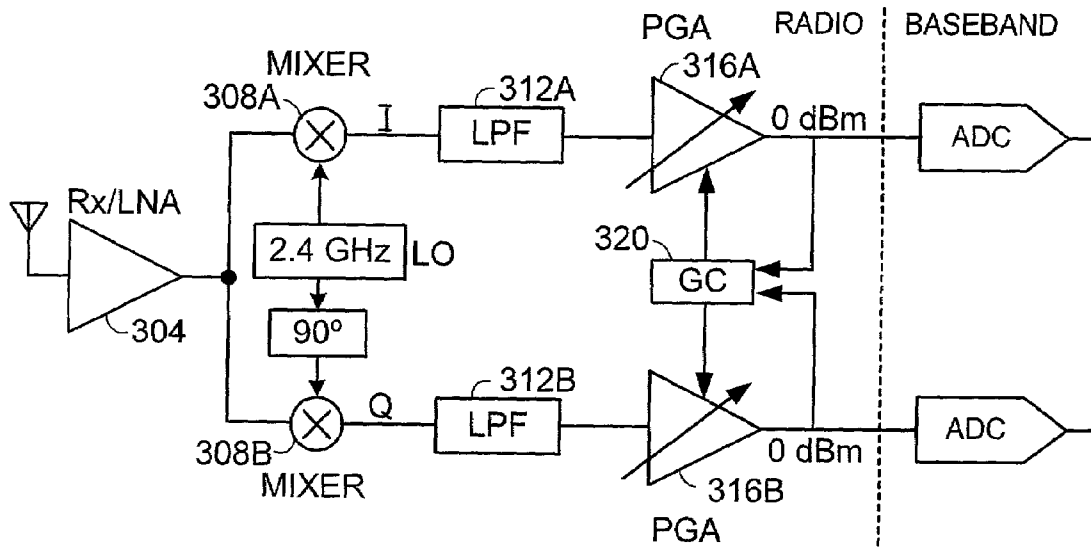 PGA
RADIO
BASEBAND
MIXER
316A
308A
I
312A
LPF
0 dBm
ADC
Rx/LNA
2.4 GHz
LO
320
GC
304
90º
312B
Q
LPF
308B
0 dBm
ADC
MIXER
316B
PGA